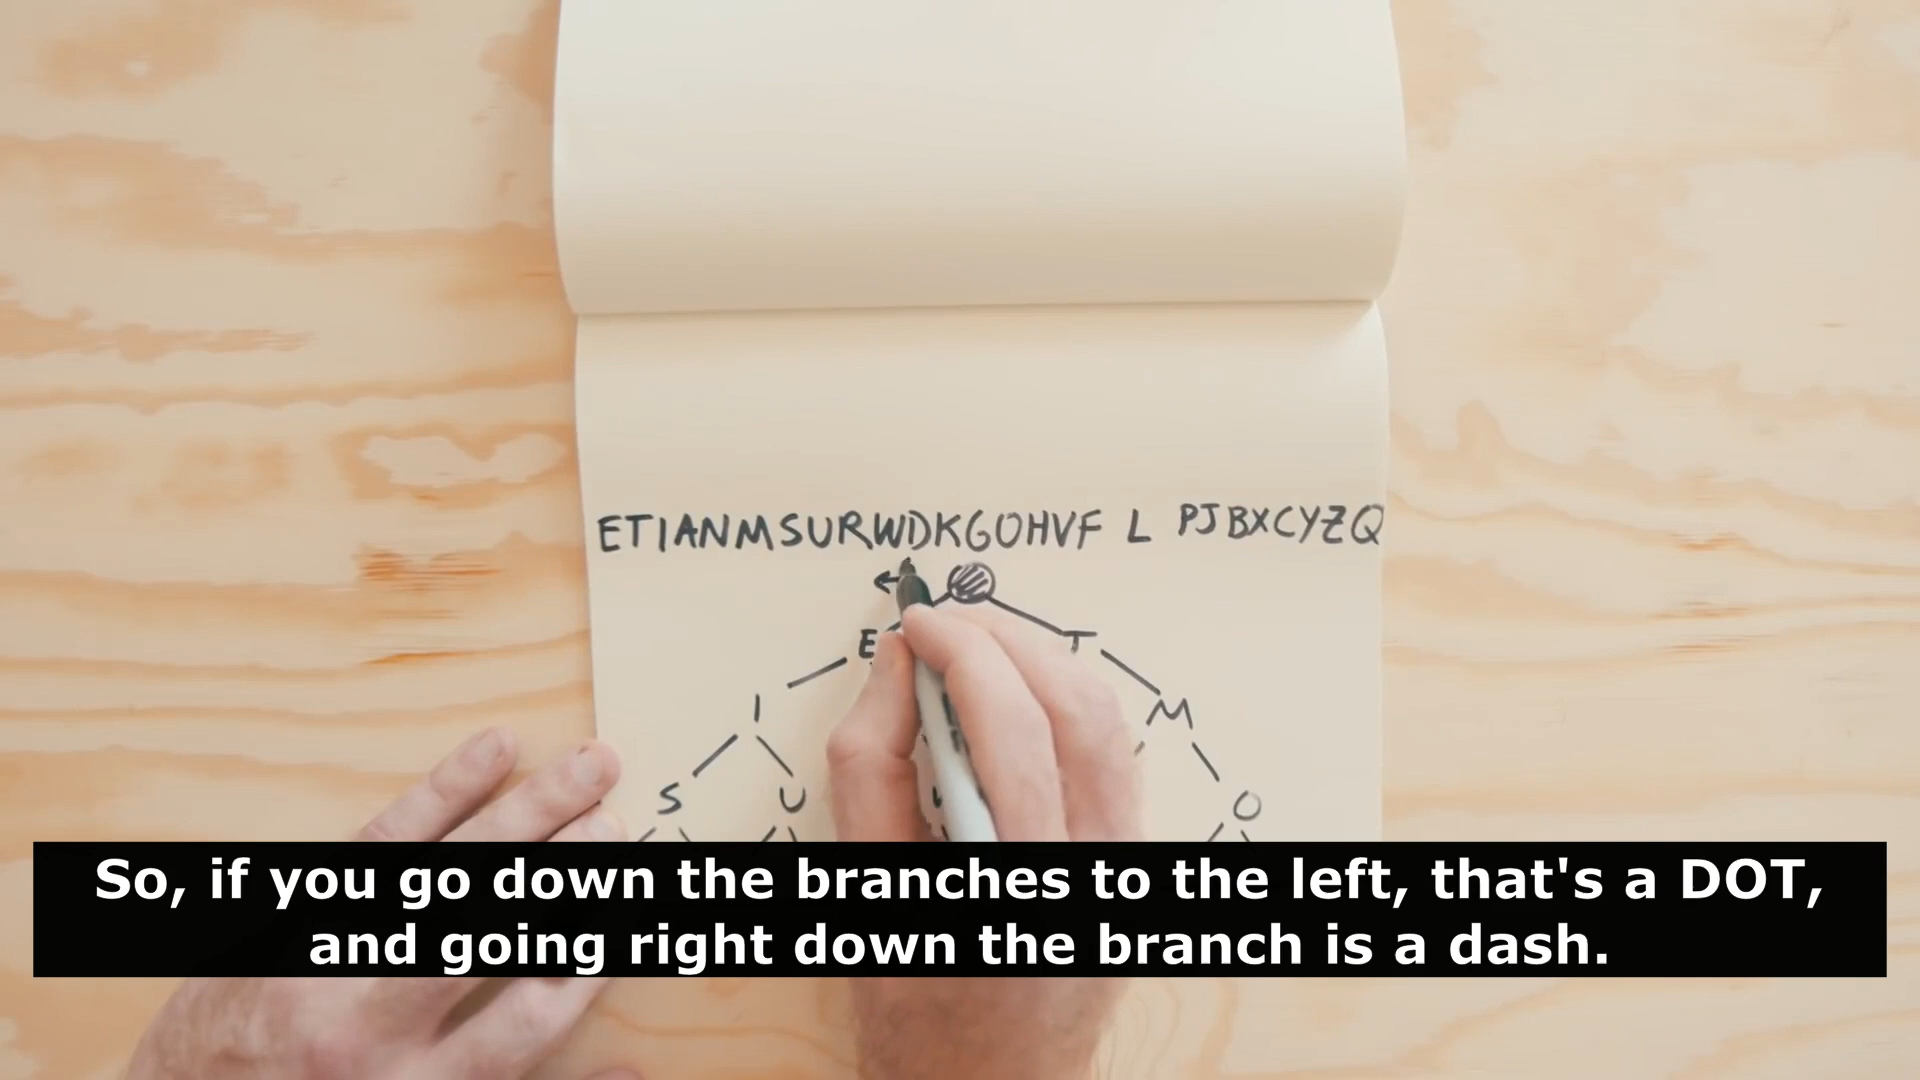 ETIANMSURWDKGOHVF L PJBXCYZQ
E T
I M
S U O
So, if you go down the branches to the left, that's a DOT,
and going right down the branch is a dash.